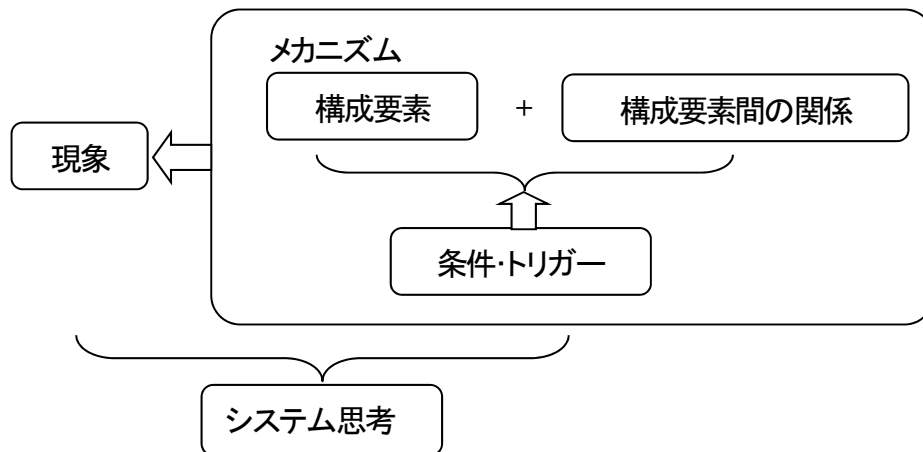 メカニズム
構成要素 + 構成要素間の関係
現象
条件・トリガー
システム思考